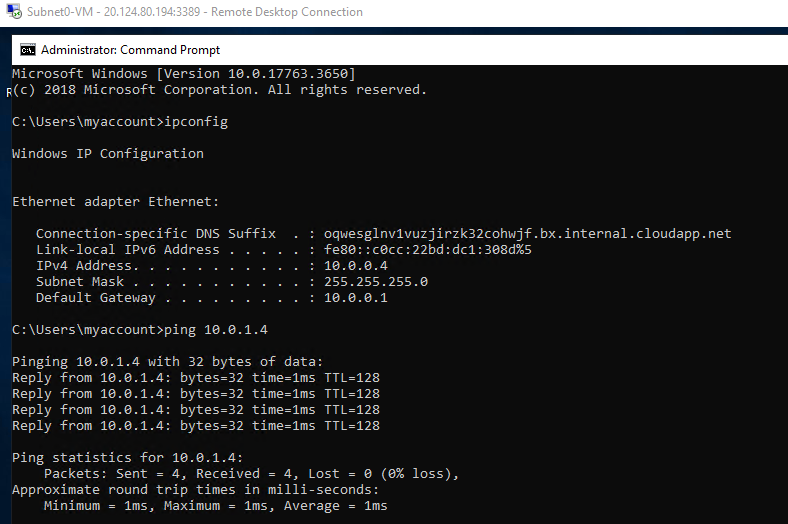 Subnet0-VM - 20.124.80.194:3389 - Remote Desktop Connection
Administrator: Command Prompt
Microsoft Windows [Version 10.0.17763.3650]
(c) 2018 Microsoft Corporation. All rights reserved.
C:\Users\myaccount>ipconfig
Windows IP Configuration
Ethernet adapter Ethernet:
Connection-specific DNS Suffix  . : oqwesglnv1vuzjirzk32cohwjf.bx.internal.cloudapp.net
Link-local IPv6 Address . . . . . : fe80::c0cc:22bd:dc1:308d%5
IPv4 Address. . . . . . . . . . . : 10.0.0.4
Subnet Mask . . . . . . . . . . . : 255.255.255.0
Default Gateway . . . . . . . . . : 10.0.0.1
C:\Users\myaccount>ping 10.0.1.4
Pinging 10.0.1.4 with 32 bytes of data:
Reply from 10.0.1.4: bytes=32 time=1ms TTL=128
Reply from 10.0.1.4: bytes=32 time=1ms TTL=128
Reply from 10.0.1.4: bytes=32 time=1ms TTL=128
Reply from 10.0.1.4: bytes=32 time=1ms TTL=128
Ping statistics for 10.0.1.4:
Packets: Sent = 4, Received = 4, Lost = 0 (0% loss),
Approximate round trip times in milli-seconds:
Minimum = 1ms, Maximum = 1ms, Average = 1ms